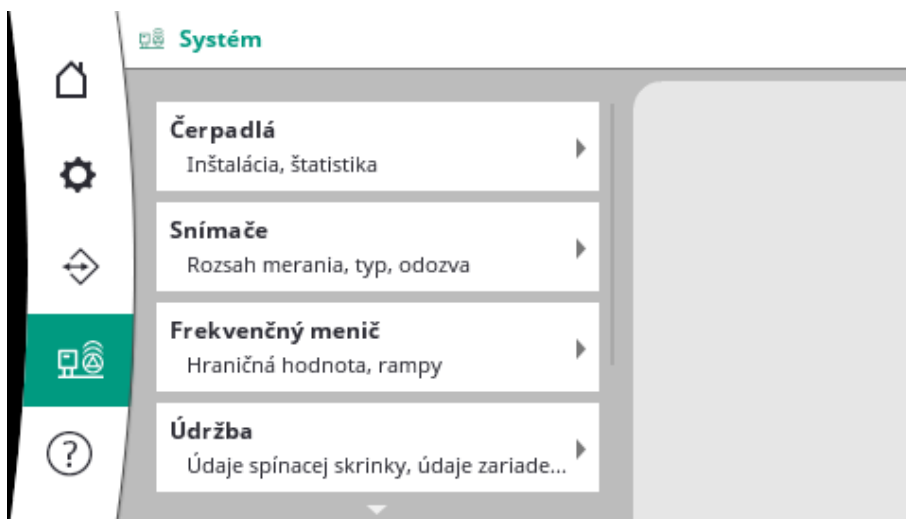 Systém
Čerpadlá
Inštalácia, štatistika
Snímače
Rozsah merania, typ, odozva
Frekvenčný menič
Hraničná hodnota, rampy
Údržba
Údaje spínacej skrinky, údaje zariade...